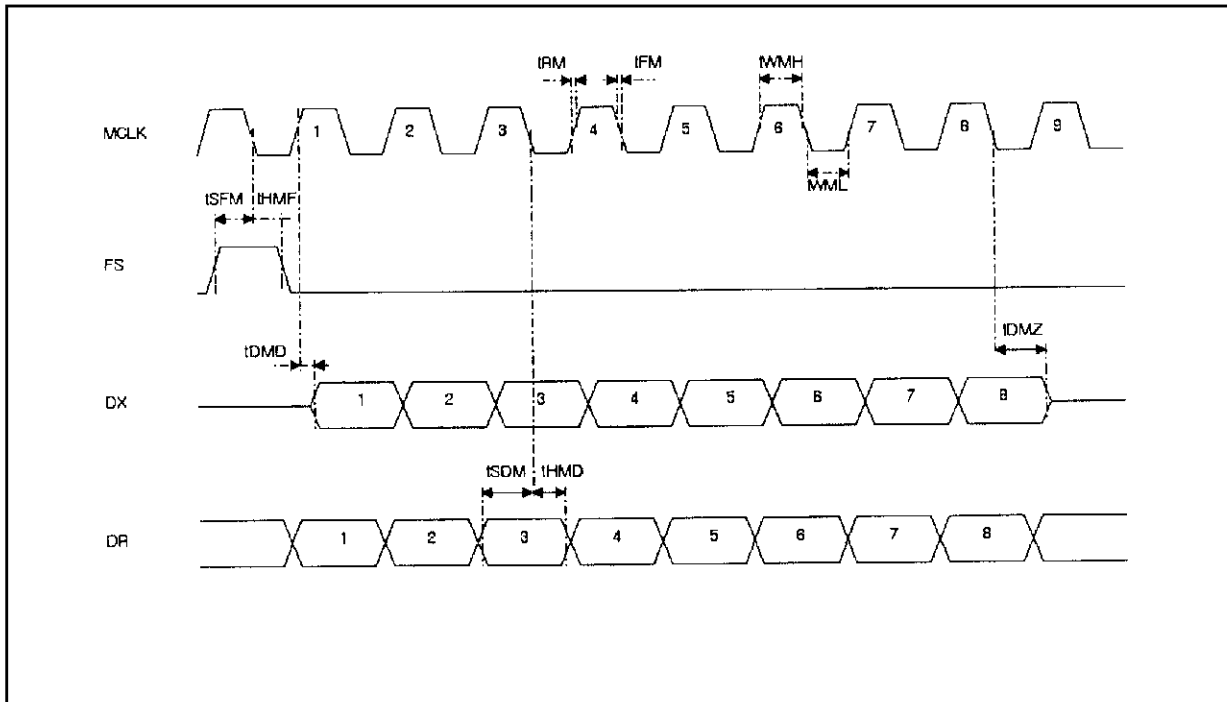 tRM tFM tWMH
MCLK 1 2 3 4 5 6 7 8 9
tWML
tSFM tHMF
FS
tDMD tDMZ
DX 1 2 3 4 5 6 7 8
tSDM tHMD
DR 1 2 3 4 5 6 7 8